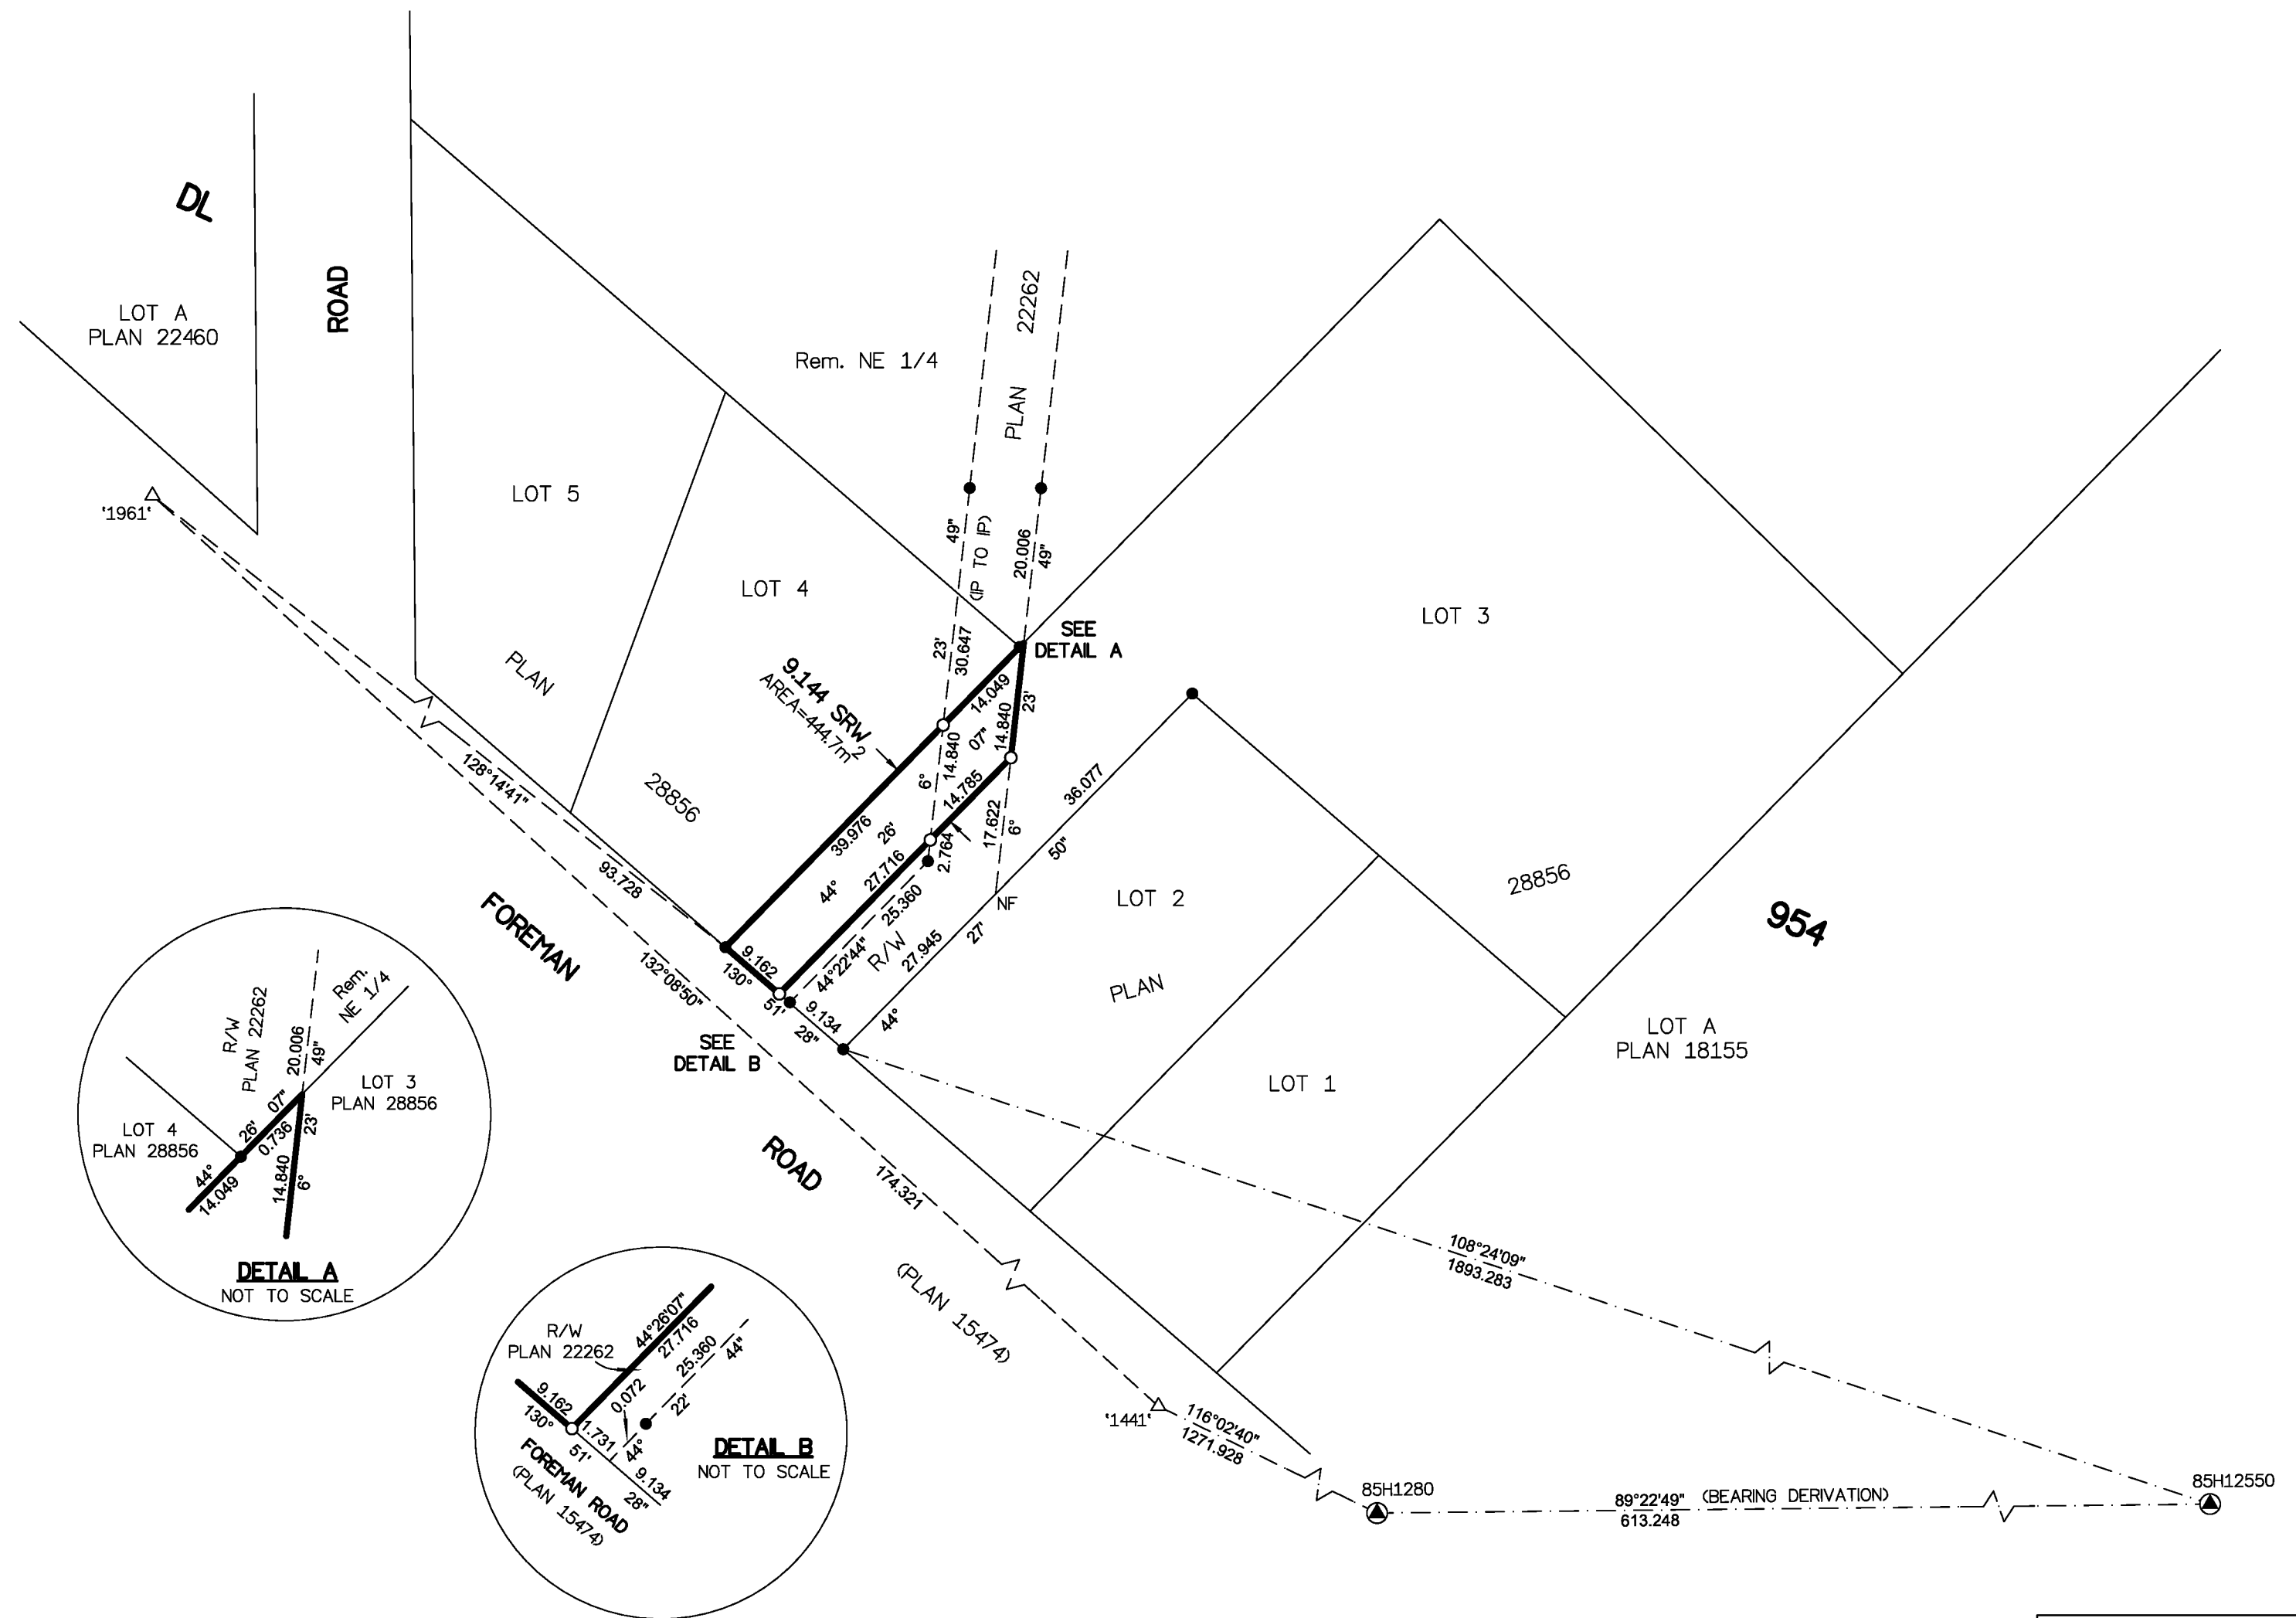 DL
LOT A
PLAN 22460
ROAD
'1961'
LOT 5
PLAN
28856
LOT 4
Rem. NE 1/4
PLAN 22262
49"
(IP TO IP)
23'
30.647
20.006
49"
SEE
DETAIL A
LOT 3
9.144 SRW
AREA=444.7m2
14.049
07"
14.840
23'
14.840
6°
14.785
39.976
26'
44°
27.716
2.764
17.622
6°
25.360
44°22'44"
R/W
36.077
50"
27.945
27'
44°
NF
LOT 2
PLAN
28856
954
LOT 1
LOT A
PLAN 18155
128°14'41"
93.728
9.162
130°
51'
28"
9.134
SEE
DETAIL B
FOREMAN
ROAD
(PLAN 15474)
132°08'50"
174.321
'1441'
116°02'40"
1271.928
108°24'09"
1893.283
85H1280
89°22'49" (BEARING DERIVATION)
613.248
85H12550
R/W
PLAN 22262
20.006
49"
Rem.
NE 1/4
LOT 3
PLAN 28856
LOT 4
PLAN 28856
26'
07"
0.736
23'
44°
14.049
14.840
6°
DETAIL A
NOT TO SCALE
R/W
PLAN 22262
44°26'07"
27.716
25.360
44"
22'
44°
0.072
9.162
130°
1.731
51'
9.134
28"
FOREMAN ROAD
(PLAN 15474)
DETAIL B
NOT TO SCALE